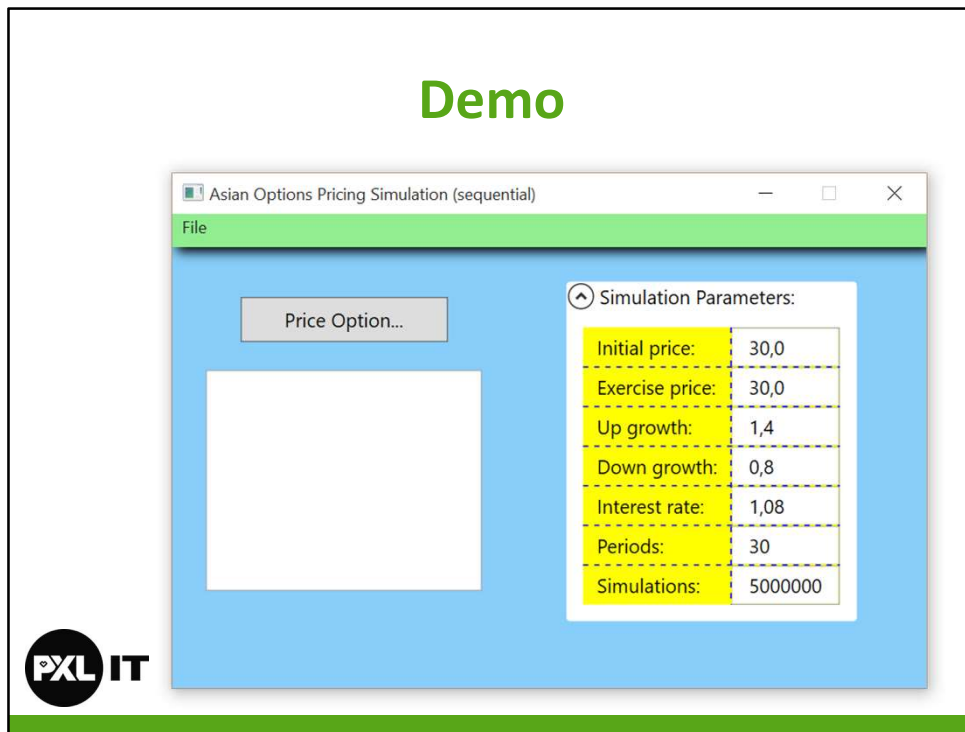 Demo
Asian Options Pricing Simulation (sequential)
File
Price Option...
Simulation Parameters:
Initial price: 30,0
Exercise price: 30,0
Up growth: 1,4
Down growth: 0,8
Interest rate: 1,08
Periods: 30
Simulations: 5000000
PXL IT